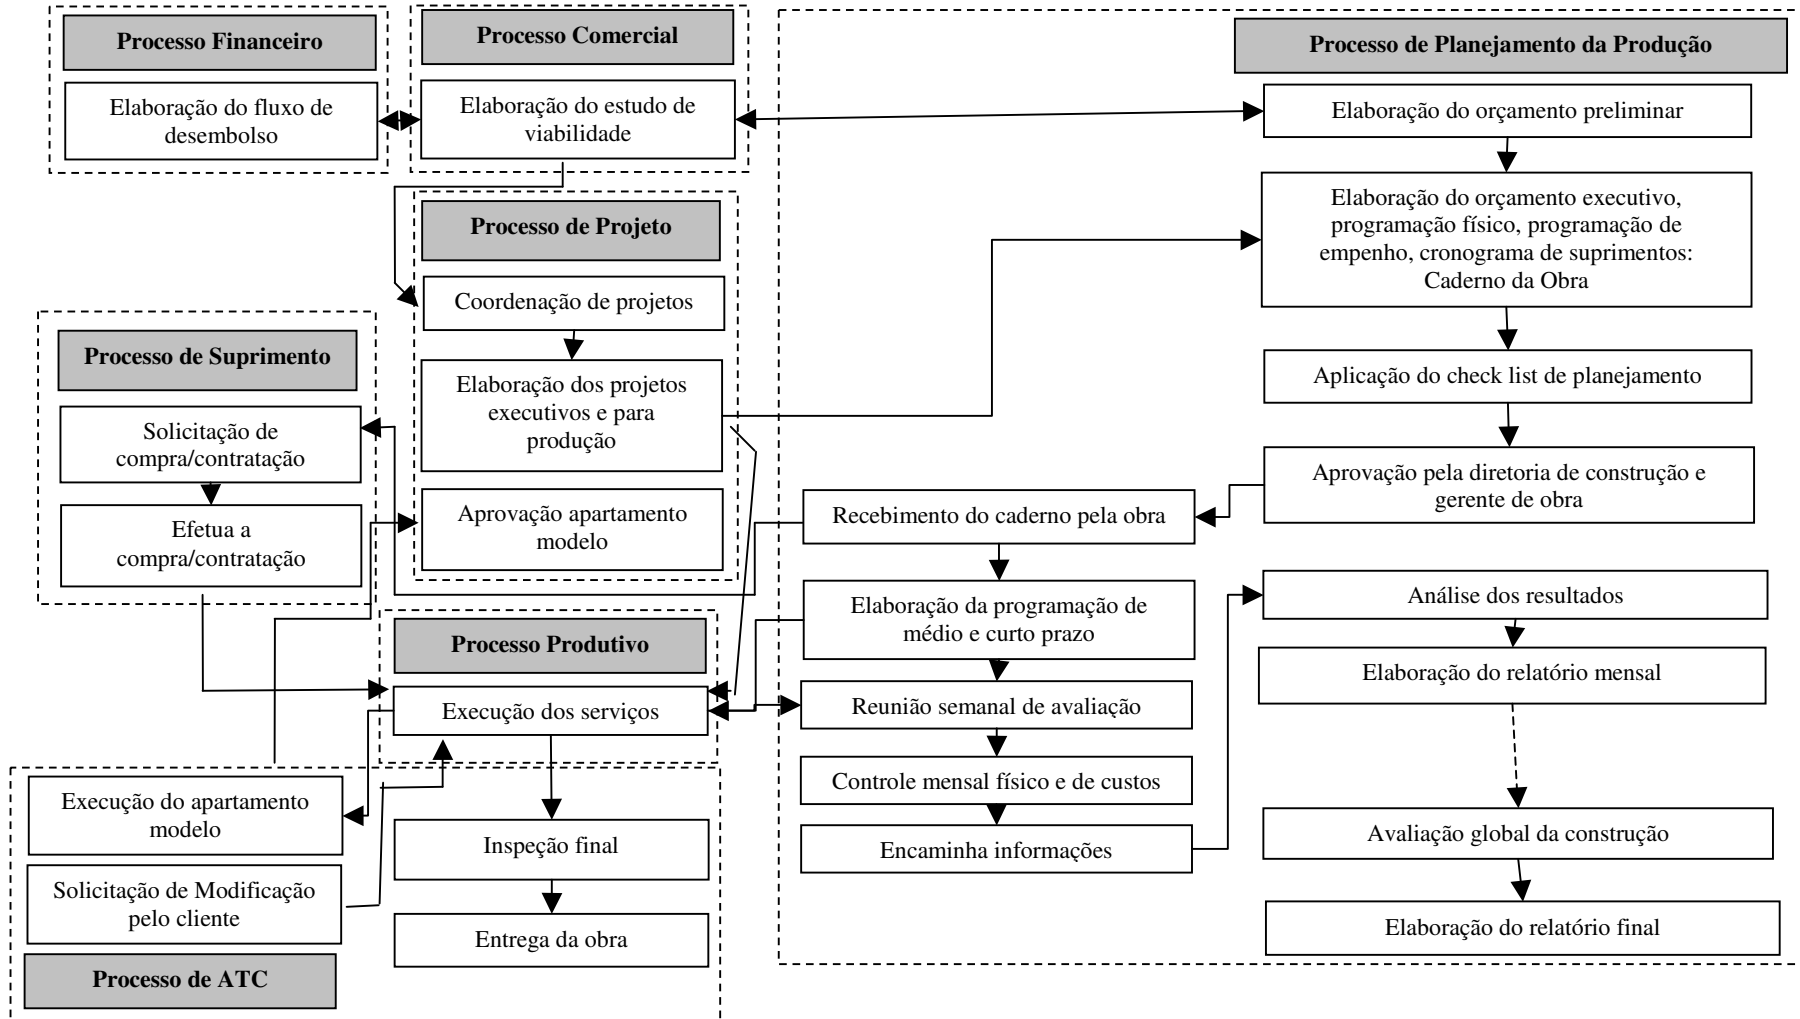 Processo Financeiro
Elaboração do fluxo de
desembolso
Processo Comercial
Elaboração do estudo de
viabilidade
Processo de Planejamento da Produção
Elaboração do orçamento preliminar
Elaboração do orçamento executivo,
programação físico, programação de
empenho, cronograma de suprimentos:
Caderno da Obra
Aplicação do check list de planejamento
Aprovação pela diretoria de construção e
gerente de obra
Processo de Projeto
Coordenação de projetos
Elaboração dos projetos
executivos e para
produção
Aprovação apartamento
modelo
Processo de Suprimento
Solicitação de
compra/contratação
Efetua a
compra/contratação
Recebimento do caderno pela obra
Elaboração da programação de
médio e curto prazo
Reunião semanal de avaliação
Controle mensal físico e de custos
Encaminha informações
Análise dos resultados
Elaboração do relatório mensal
Avaliação global da construção
Elaboração do relatório final
Processo Produtivo
Execução dos serviços
Inspeção final
Entrega da obra
Execução do apartamento
modelo
Solicitação de Modificação
pelo cliente
Processo de ATC